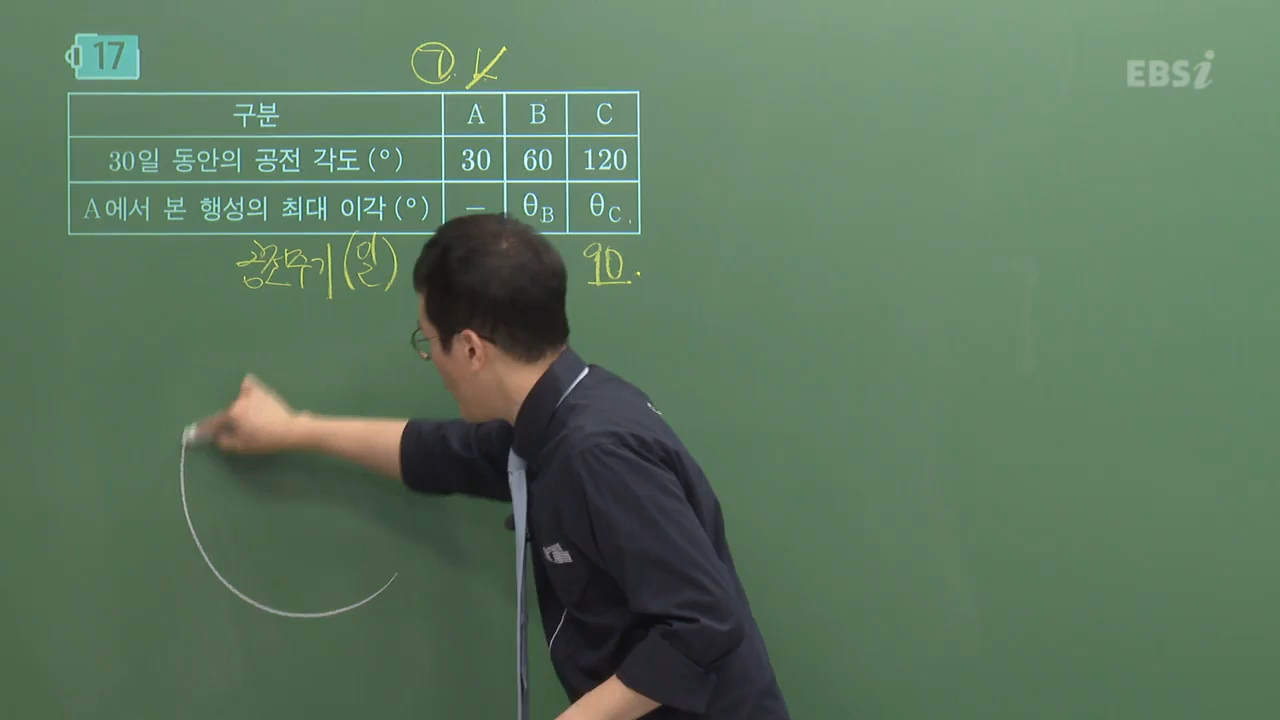 17
ㄱ. ㄴ
EBSi
구분 A B C
30일 동안의 공전 각도(°) 30 60 120
A에서 본 행성의 최대 이각(°) – θB θC
공전주기(일) 90